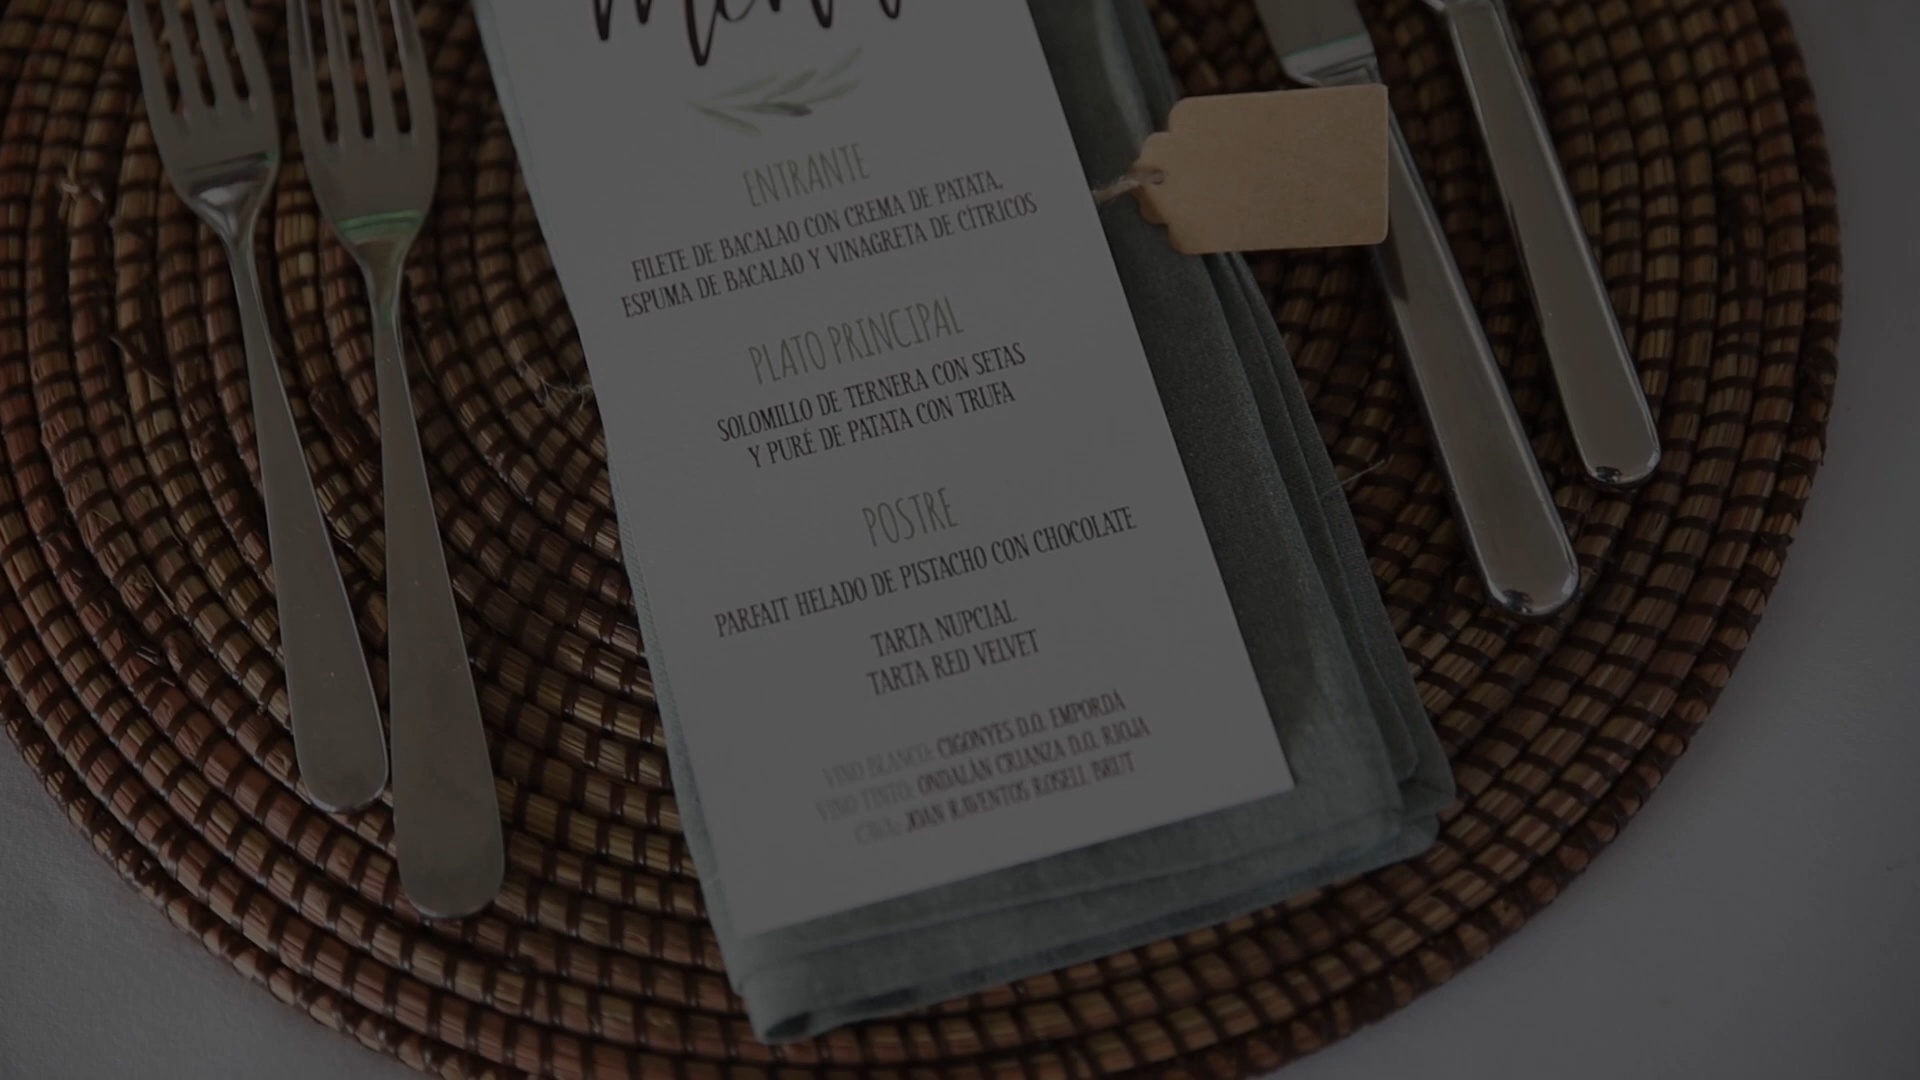 menú
ENTRANTE
FILETE DE BACALAO CON CREMA DE PATATA,
ESPUMA DE BACALAO Y VINAGRETA DE CÍTRICOS
PLATO PRINCIPAL
SOLOMILLO DE TERNERA CON SETAS
Y PURÉ DE PATATA CON TRUFA
POSTRE
PARFAIT HELADO DE PISTACHO CON CHOCOLATE
TARTA NUPCIAL
TARTA RED VELVET
VINO BLANCO: CIGONYES D.O. EMPORDÀ
VINO TINTO: ONDALÁN CRIANZA D.O. RIOJA
CAVA: JOAN RAVENTOS ROSELL BRUT